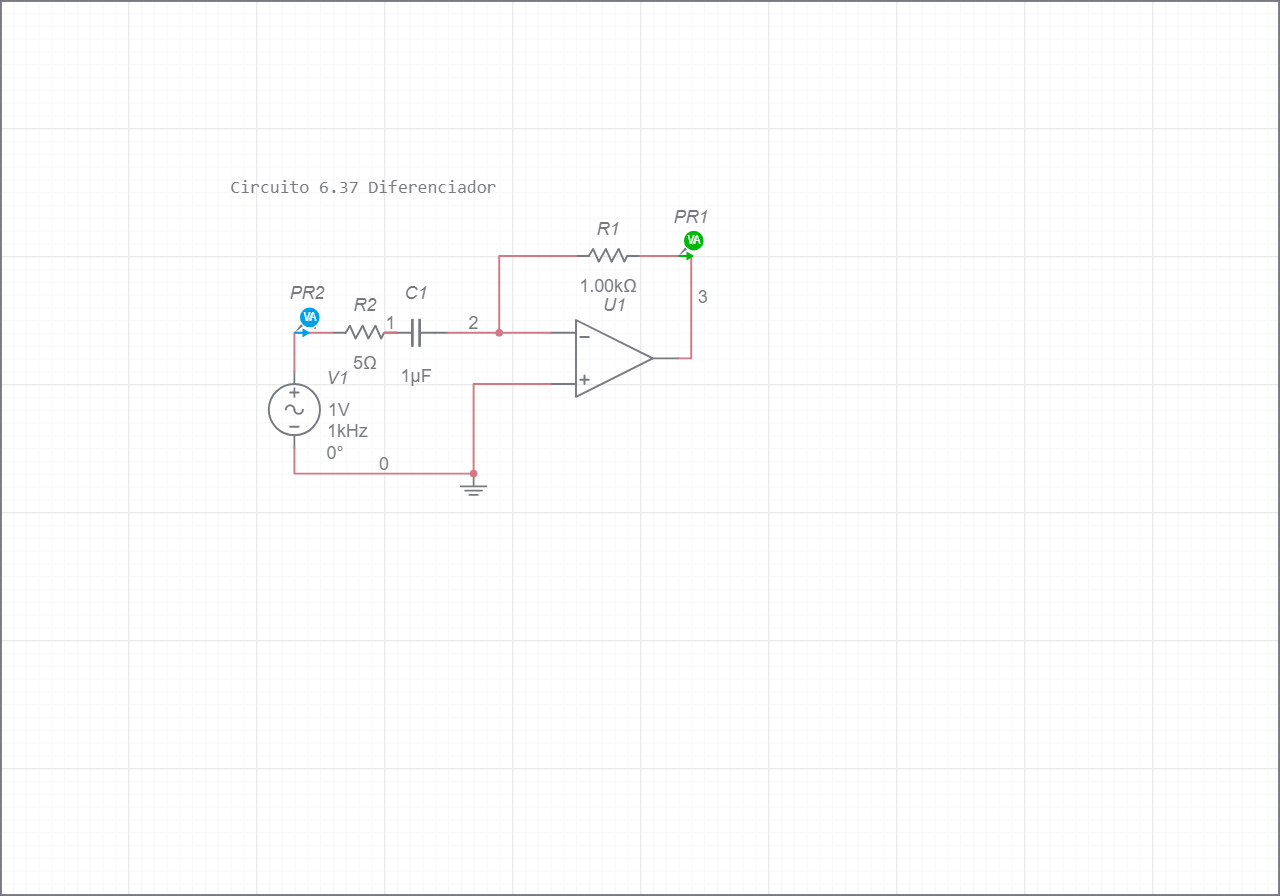 Circuito 6.37 Diferenciador
PR1
VA
R1
1.00kΩ
U1
3
PR2
VA
R2
5Ω
1
C1
1µF
2
V1
1V
1kHz
0°
0